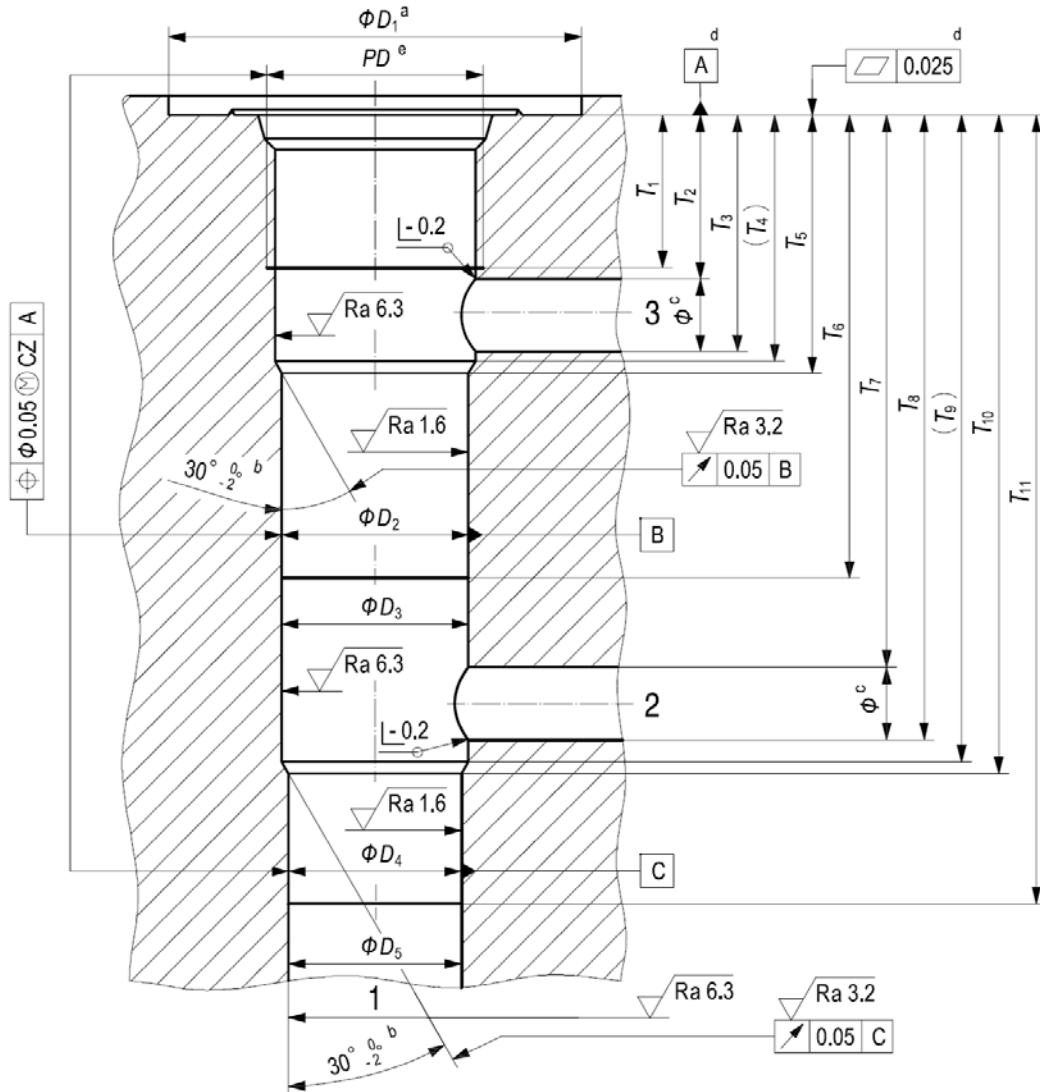 ΦD₁ᵃ
PDᵉ
d
A
d
⏥ 0.025
T₁
T₂
T₃
(T₄)
T₅
T₆
T₇
T₈
(T₉)
T₁₀
T₁₁
-0.2
Ra 6.3
3
Φᶜ
⌖ Φ0.05 Ⓜ CZ A
Ra 1.6
Ra 3.2
↗ 0.05 B
30° 0° -2 b
ΦD₂
B
ΦD₃
Ra 6.3
2
Φᶜ
-0.2
Ra 1.6
ΦD₄
C
ΦD₅
1
Ra 6.3
Ra 3.2
↗ 0.05 C
30° 0° -2 b